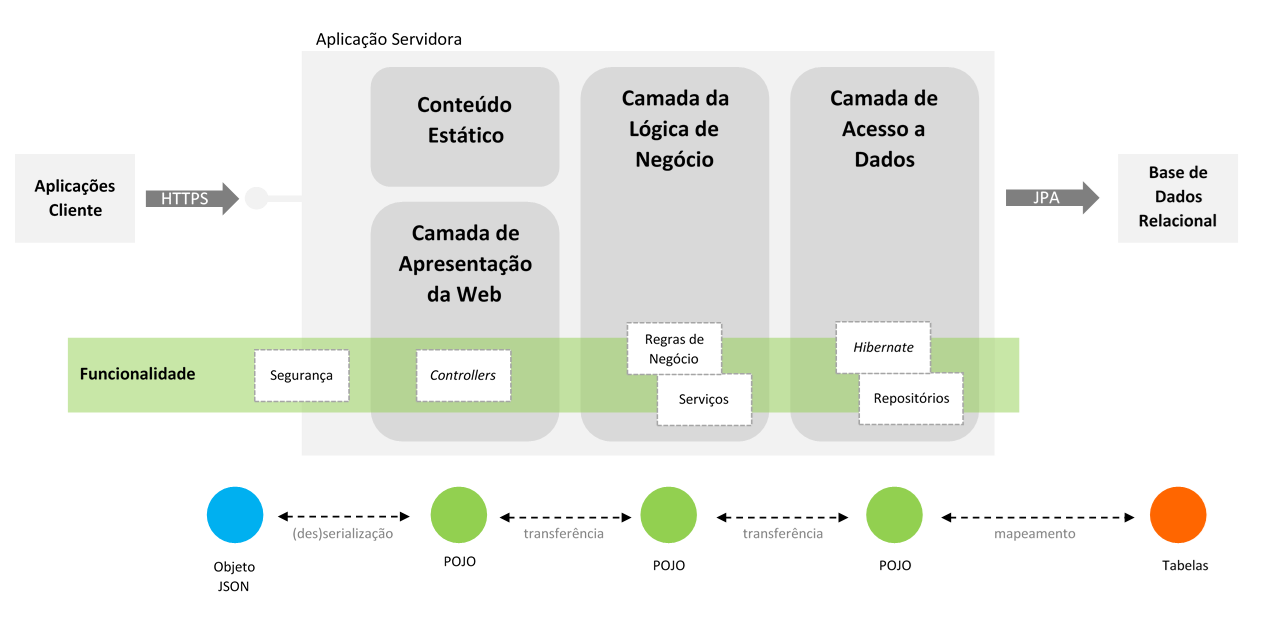 Aplicação Servidora
Conteúdo
Estático
Camada da
Lógica de
Negócio
Camada de
Acesso a
Dados
Aplicações
Cliente
HTTPS
JPA
Base de
Dados
Relacional
Camada de
Apresentação
da Web
Funcionalidade
Segurança
Controllers
Regras de
Negócio
Serviços
Hibernate
Repositórios
(des)serialização
transferência
transferência
mapeamento
Objeto
JSON
POJO
POJO
POJO
Tabelas